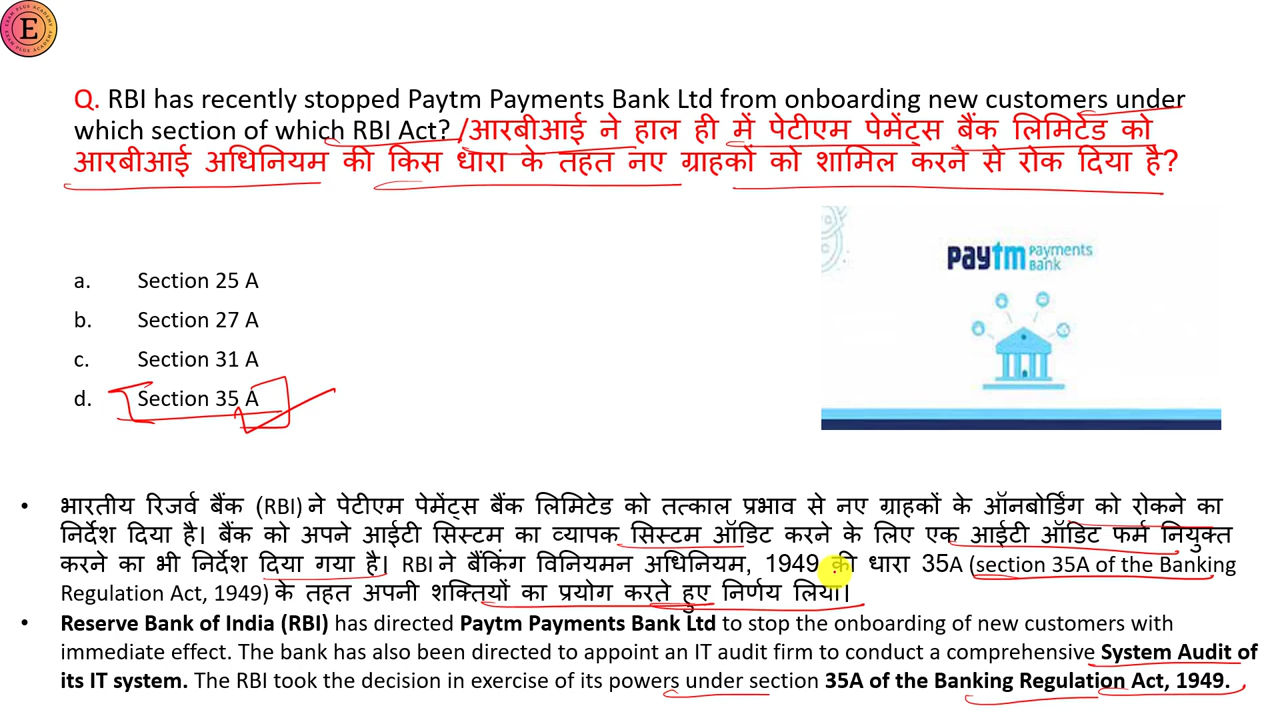 E
EXAM PLUS ACADEMY
Q. RBI has recently stopped Paytm Payments Bank Ltd from onboarding new customers under
which section of which RBI Act? /आरबीआई ने हाल ही में पेटीएम पेमेंट्स बैंक लिमिटेड को
आरबीआई अधिनियम की किस धारा के तहत नए ग्राहकों को शामिल करने से रोक दिया है?
paytm payments
Bank
a. Section 25 A
b. Section 27 A
c. Section 31 A
d. Section 35 A
• भारतीय रिजर्व बैंक (RBI) ने पेटीएम पेमेंट्स बैंक लिमिटेड को तत्काल प्रभाव से नए ग्राहकों के ऑनबोर्डिंग को रोकने का
निर्देश दिया है। बैंक को अपने आईटी सिस्टम का व्यापक सिस्टम ऑडिट करने के लिए एक आईटी ऑडिट फर्म नियुक्त
करने का भी निर्देश दिया गया है। RBI ने बैंकिंग विनियमन अधिनियम, 1949 की धारा 35A (section 35A of the Banking
Regulation Act, 1949) के तहत अपनी शक्तियों का प्रयोग करते हुए निर्णय लिया।
• Reserve Bank of India (RBI) has directed Paytm Payments Bank Ltd to stop the onboarding of new customers with
immediate effect. The bank has also been directed to appoint an IT audit firm to conduct a comprehensive System Audit of
its IT system. The RBI took the decision in exercise of its powers under section 35A of the Banking Regulation Act, 1949.